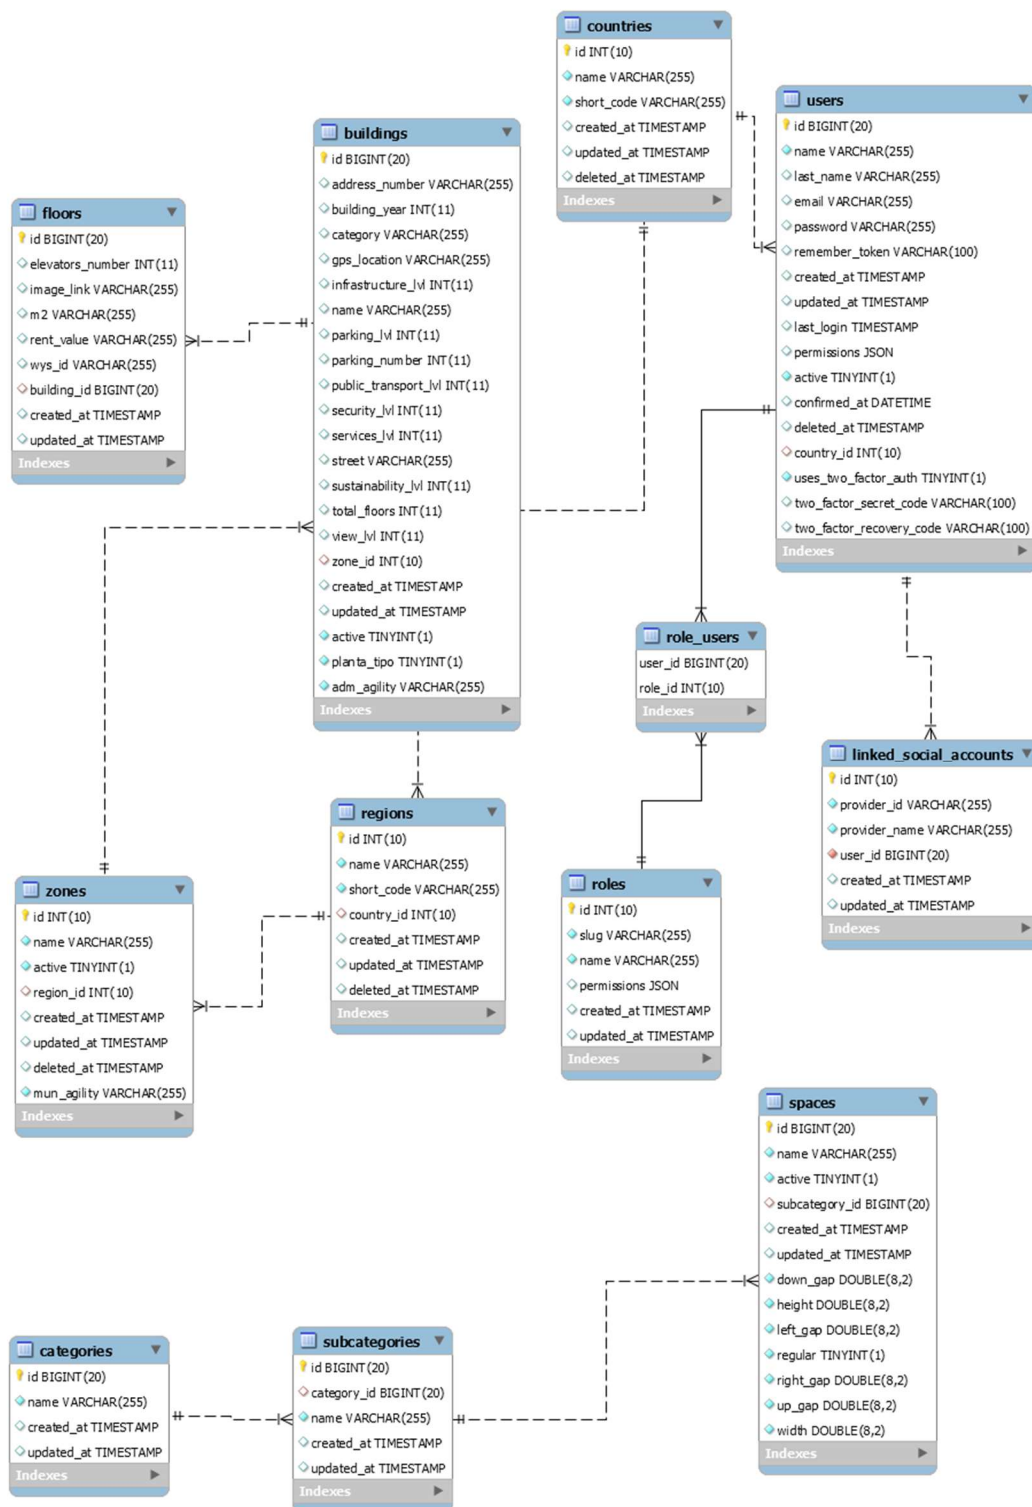 countries
id INT(10)
name VARCHAR(255)
short_code VARCHAR(255)
created_at TIMESTAMP
updated_at TIMESTAMP
deleted_at TIMESTAMP
Indexes
users
id BIGINT(20)
name VARCHAR(255)
last_name VARCHAR(255)
email VARCHAR(255)
password VARCHAR(255)
remember_token VARCHAR(100)
created_at TIMESTAMP
updated_at TIMESTAMP
last_login TIMESTAMP
permissions JSON
active TINYINT(1)
confirmed_at DATETIME
deleted_at TIMESTAMP
country_id INT(10)
uses_two_factor_auth TINYINT(1)
two_factor_secret_code VARCHAR(100)
two_factor_recovery_code VARCHAR(100)
Indexes
buildings
id BIGINT(20)
address_number VARCHAR(255)
building_year INT(11)
category VARCHAR(255)
gps_location VARCHAR(255)
infrastructure_lvl INT(11)
name VARCHAR(255)
parking_lvl INT(11)
parking_number INT(11)
public_transport_lvl INT(11)
security_lvl INT(11)
services_lvl INT(11)
street VARCHAR(255)
sustainability_lvl INT(11)
total_floors INT(11)
view_lvl INT(11)
zone_id INT(10)
created_at TIMESTAMP
updated_at TIMESTAMP
active TINYINT(1)
planta_tipo TINYINT(1)
adm_agility VARCHAR(255)
Indexes
floors
id BIGINT(20)
elevators_number INT(11)
image_link VARCHAR(255)
m2 VARCHAR(255)
rent_value VARCHAR(255)
wys_id VARCHAR(255)
building_id BIGINT(20)
created_at TIMESTAMP
updated_at TIMESTAMP
Indexes
role_users
user_id BIGINT(20)
role_id INT(10)
Indexes
linked_social_accounts
id INT(10)
provider_id VARCHAR(255)
provider_name VARCHAR(255)
user_id BIGINT(20)
created_at TIMESTAMP
updated_at TIMESTAMP
Indexes
regions
id INT(10)
name VARCHAR(255)
short_code VARCHAR(255)
country_id INT(10)
created_at TIMESTAMP
updated_at TIMESTAMP
deleted_at TIMESTAMP
Indexes
zones
id INT(10)
name VARCHAR(255)
active TINYINT(1)
region_id INT(10)
created_at TIMESTAMP
updated_at TIMESTAMP
deleted_at TIMESTAMP
mun_agility VARCHAR(255)
Indexes
roles
id INT(10)
slug VARCHAR(255)
name VARCHAR(255)
permissions JSON
created_at TIMESTAMP
updated_at TIMESTAMP
Indexes
spaces
id BIGINT(20)
name VARCHAR(255)
active TINYINT(1)
subcategory_id BIGINT(20)
created_at TIMESTAMP
updated_at TIMESTAMP
down_gap DOUBLE(8,2)
height DOUBLE(8,2)
left_gap DOUBLE(8,2)
regular TINYINT(1)
right_gap DOUBLE(8,2)
up_gap DOUBLE(8,2)
width DOUBLE(8,2)
Indexes
categories
id BIGINT(20)
name VARCHAR(255)
created_at TIMESTAMP
updated_at TIMESTAMP
Indexes
subcategories
id BIGINT(20)
category_id BIGINT(20)
name VARCHAR(255)
created_at TIMESTAMP
updated_at TIMESTAMP
Indexes